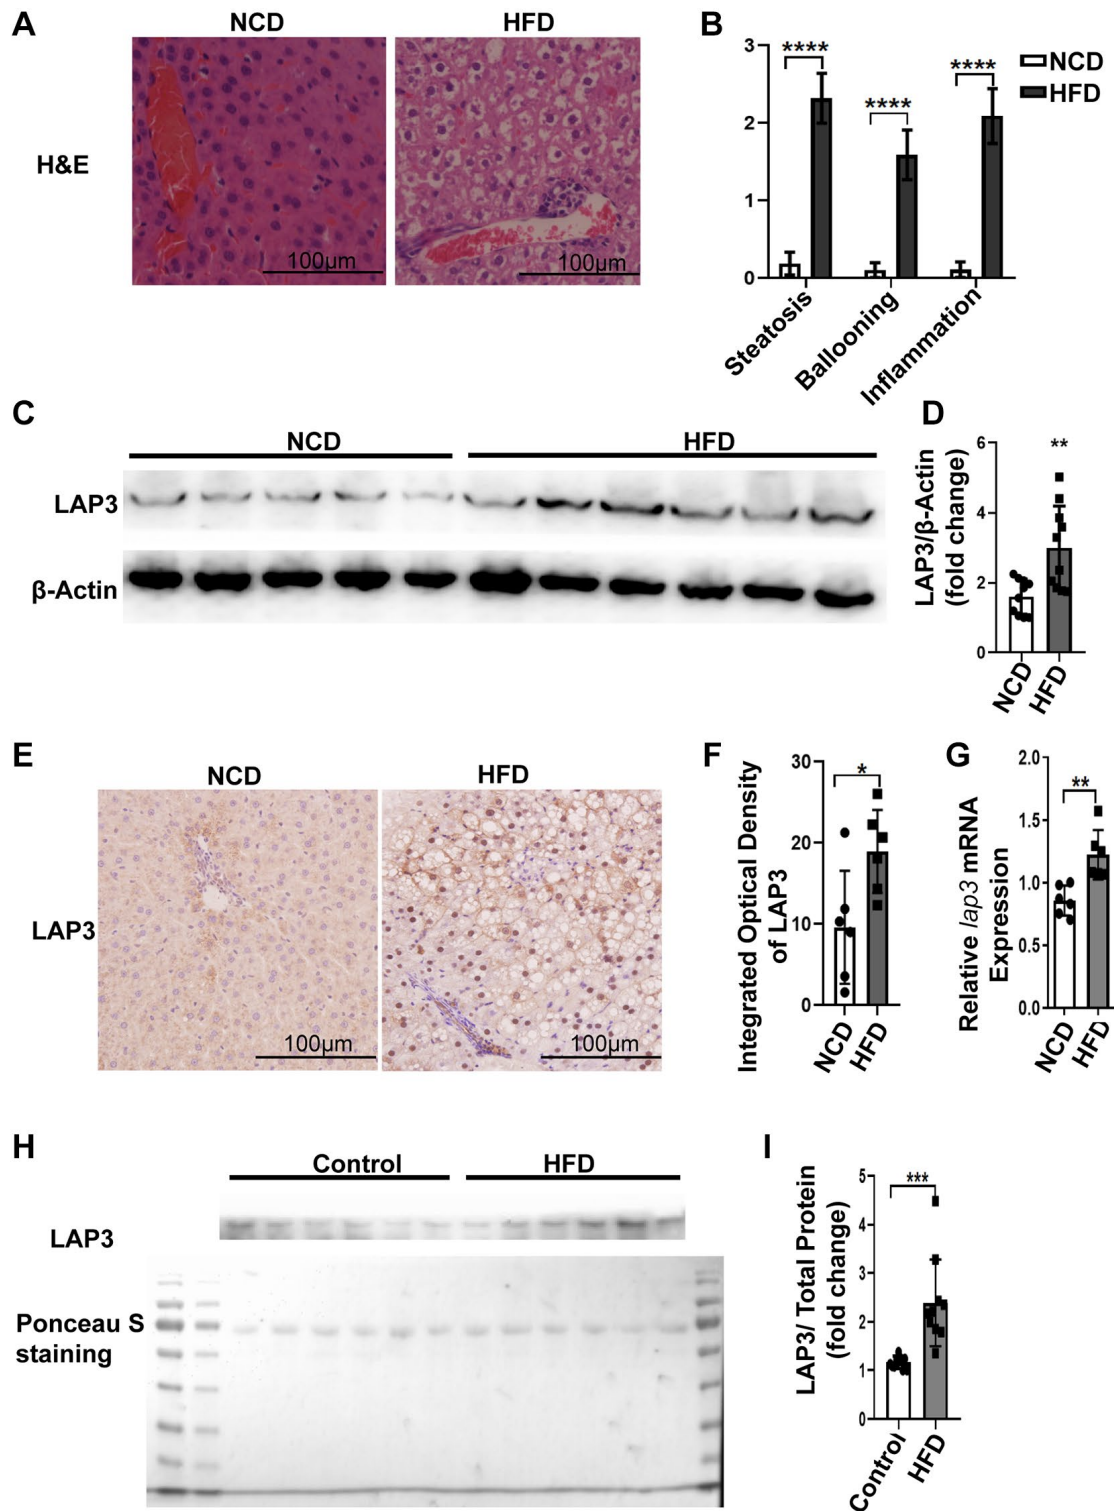 A
NCD
HFD
H&E
100µm
100µm
B
3
2
1
0
****
****
****
NCD
HFD
Steatosis
Ballooning
Inflammation
C
NCD
HFD
LAP3
β-Actin
D
LAP3/β-Actin
(fold change)
6
4
2
0
**
NCD
HFD
E
NCD
HFD
LAP3
100µm
100µm
F
Integrated Optical Density
of LAP3
30
20
10
0
*
NCD
HFD
G
Relative lap3 mRNA
Expression
2.0
1.5
1.0
0.5
0.0
**
NCD
HFD
H
Control
HFD
LAP3
Ponceau S
staining
I
LAP3/ Total Protein
(fold change)
5
4
3
2
1
0
***
Control
HFD